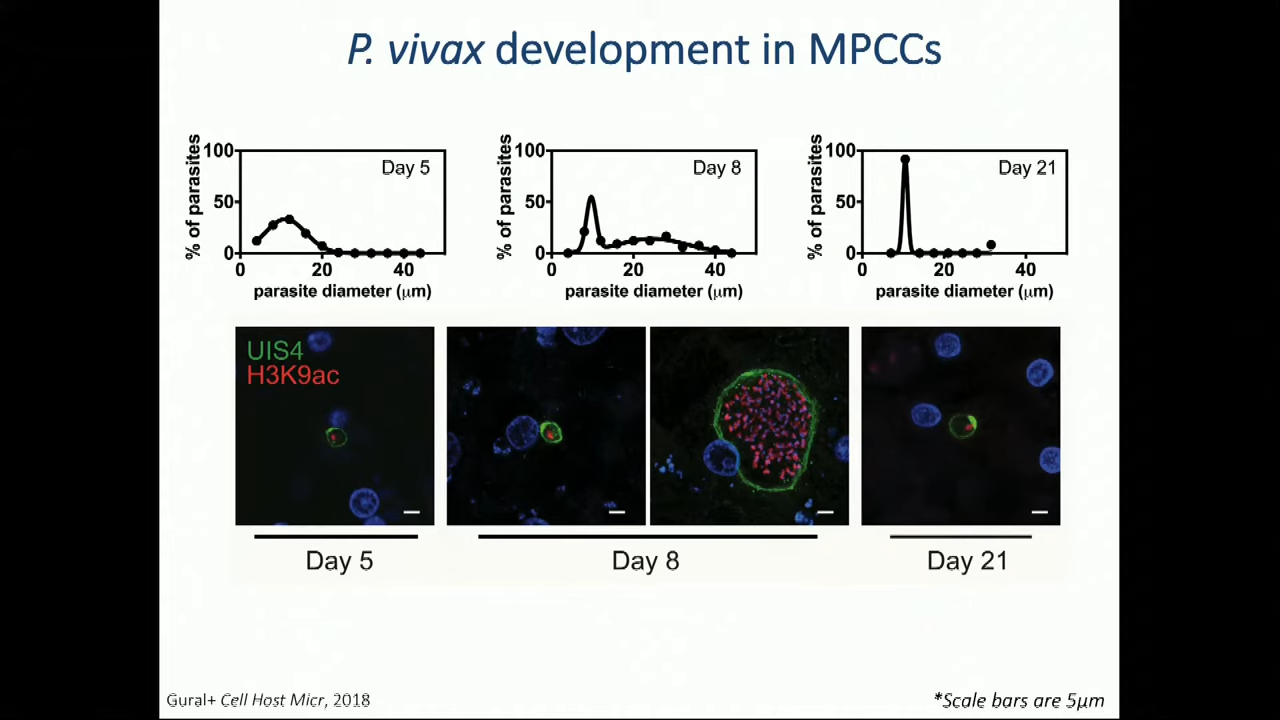 P. vivax development in MPCCs
% of parasites
100
50
0
Day 5
0 20 40
parasite diameter (μm)
% of parasites
100
50
0
Day 8
0 20 40
parasite diameter (μm)
% of parasites
100
50
0
Day 21
0 20 40
parasite diameter (μm)
UIS4
H3K9ac
Day 5
Day 8
Day 21
Gural+ Cell Host Micr, 2018
*Scale bars are 5μm